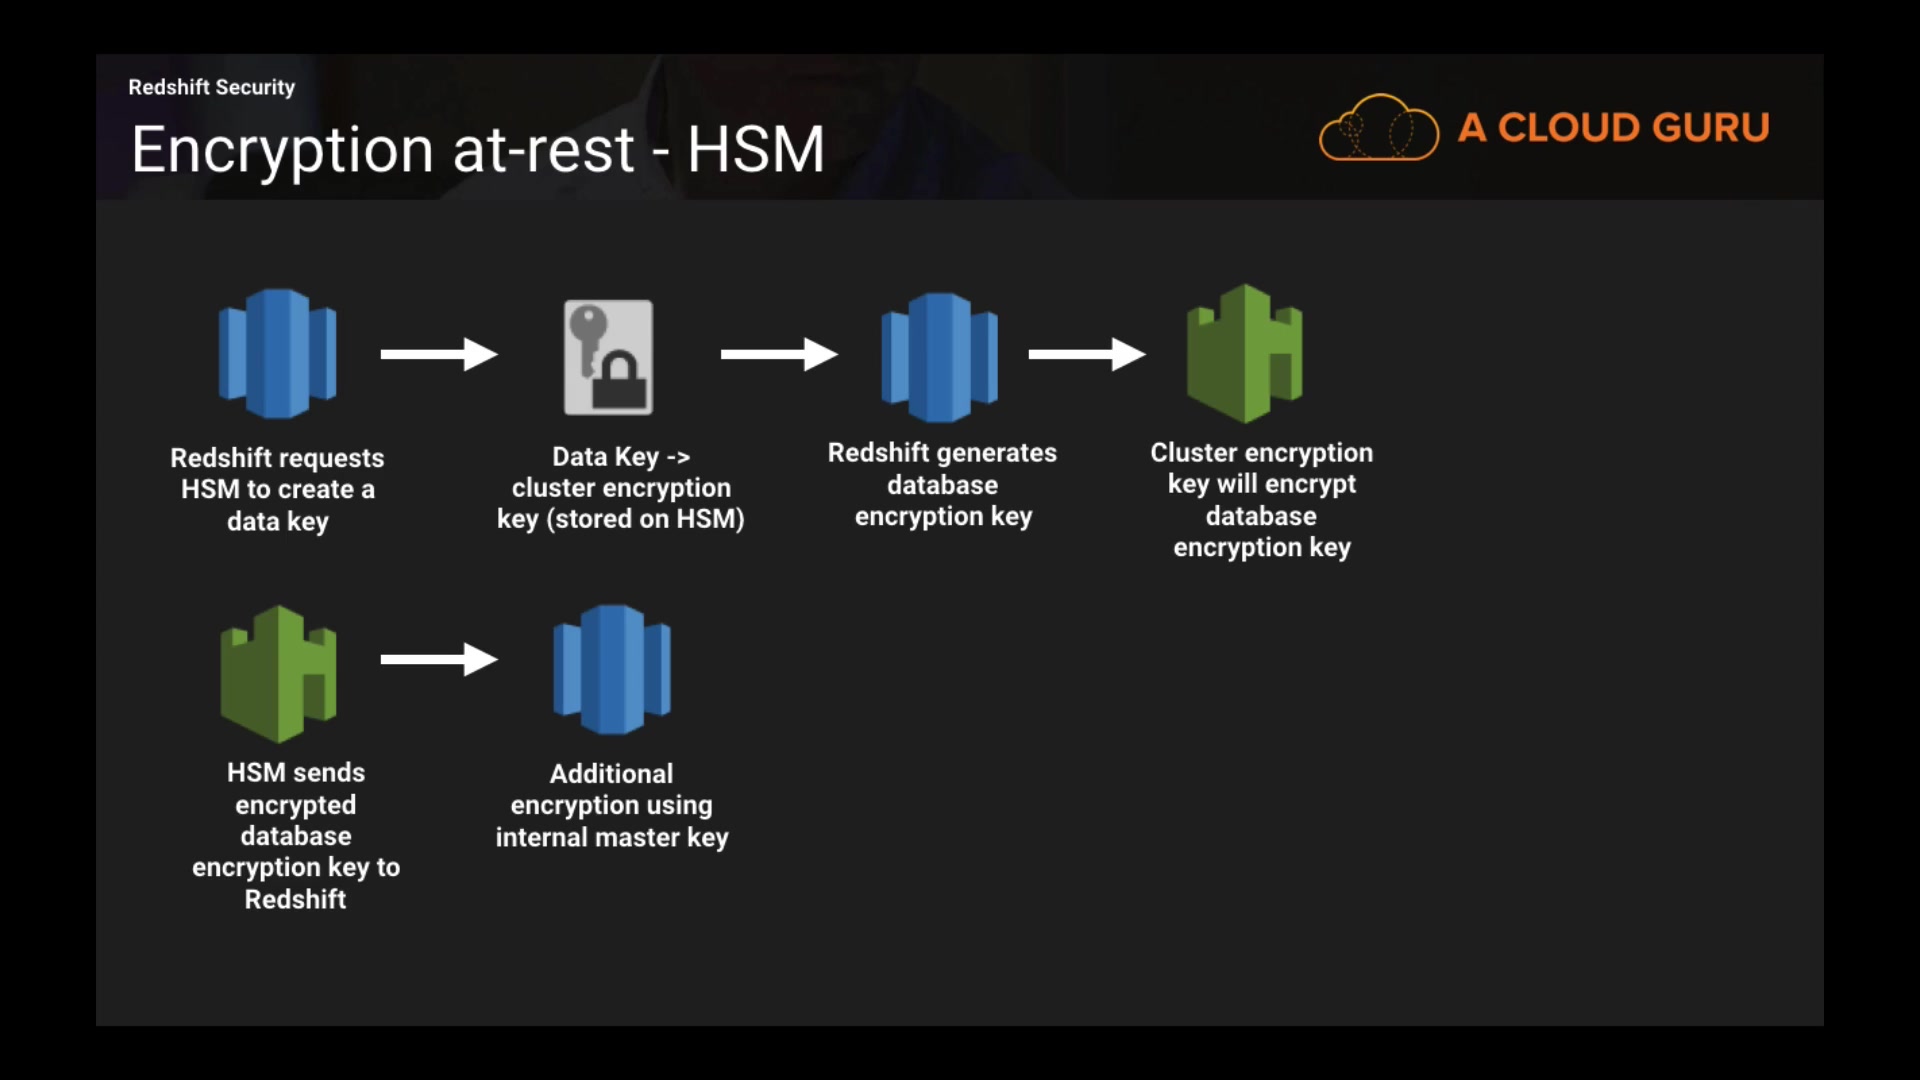 Redshift Security
Encryption at-rest - HSM
A CLOUD GURU
Redshift requests
HSM to create a
data key
Data Key ->
cluster encryption
key (stored on HSM)
Redshift generates
database
encryption key
Cluster encryption
key will encrypt
database
encryption key
HSM sends
encrypted
database
encryption key to
Redshift
Additional
encryption using
internal master key